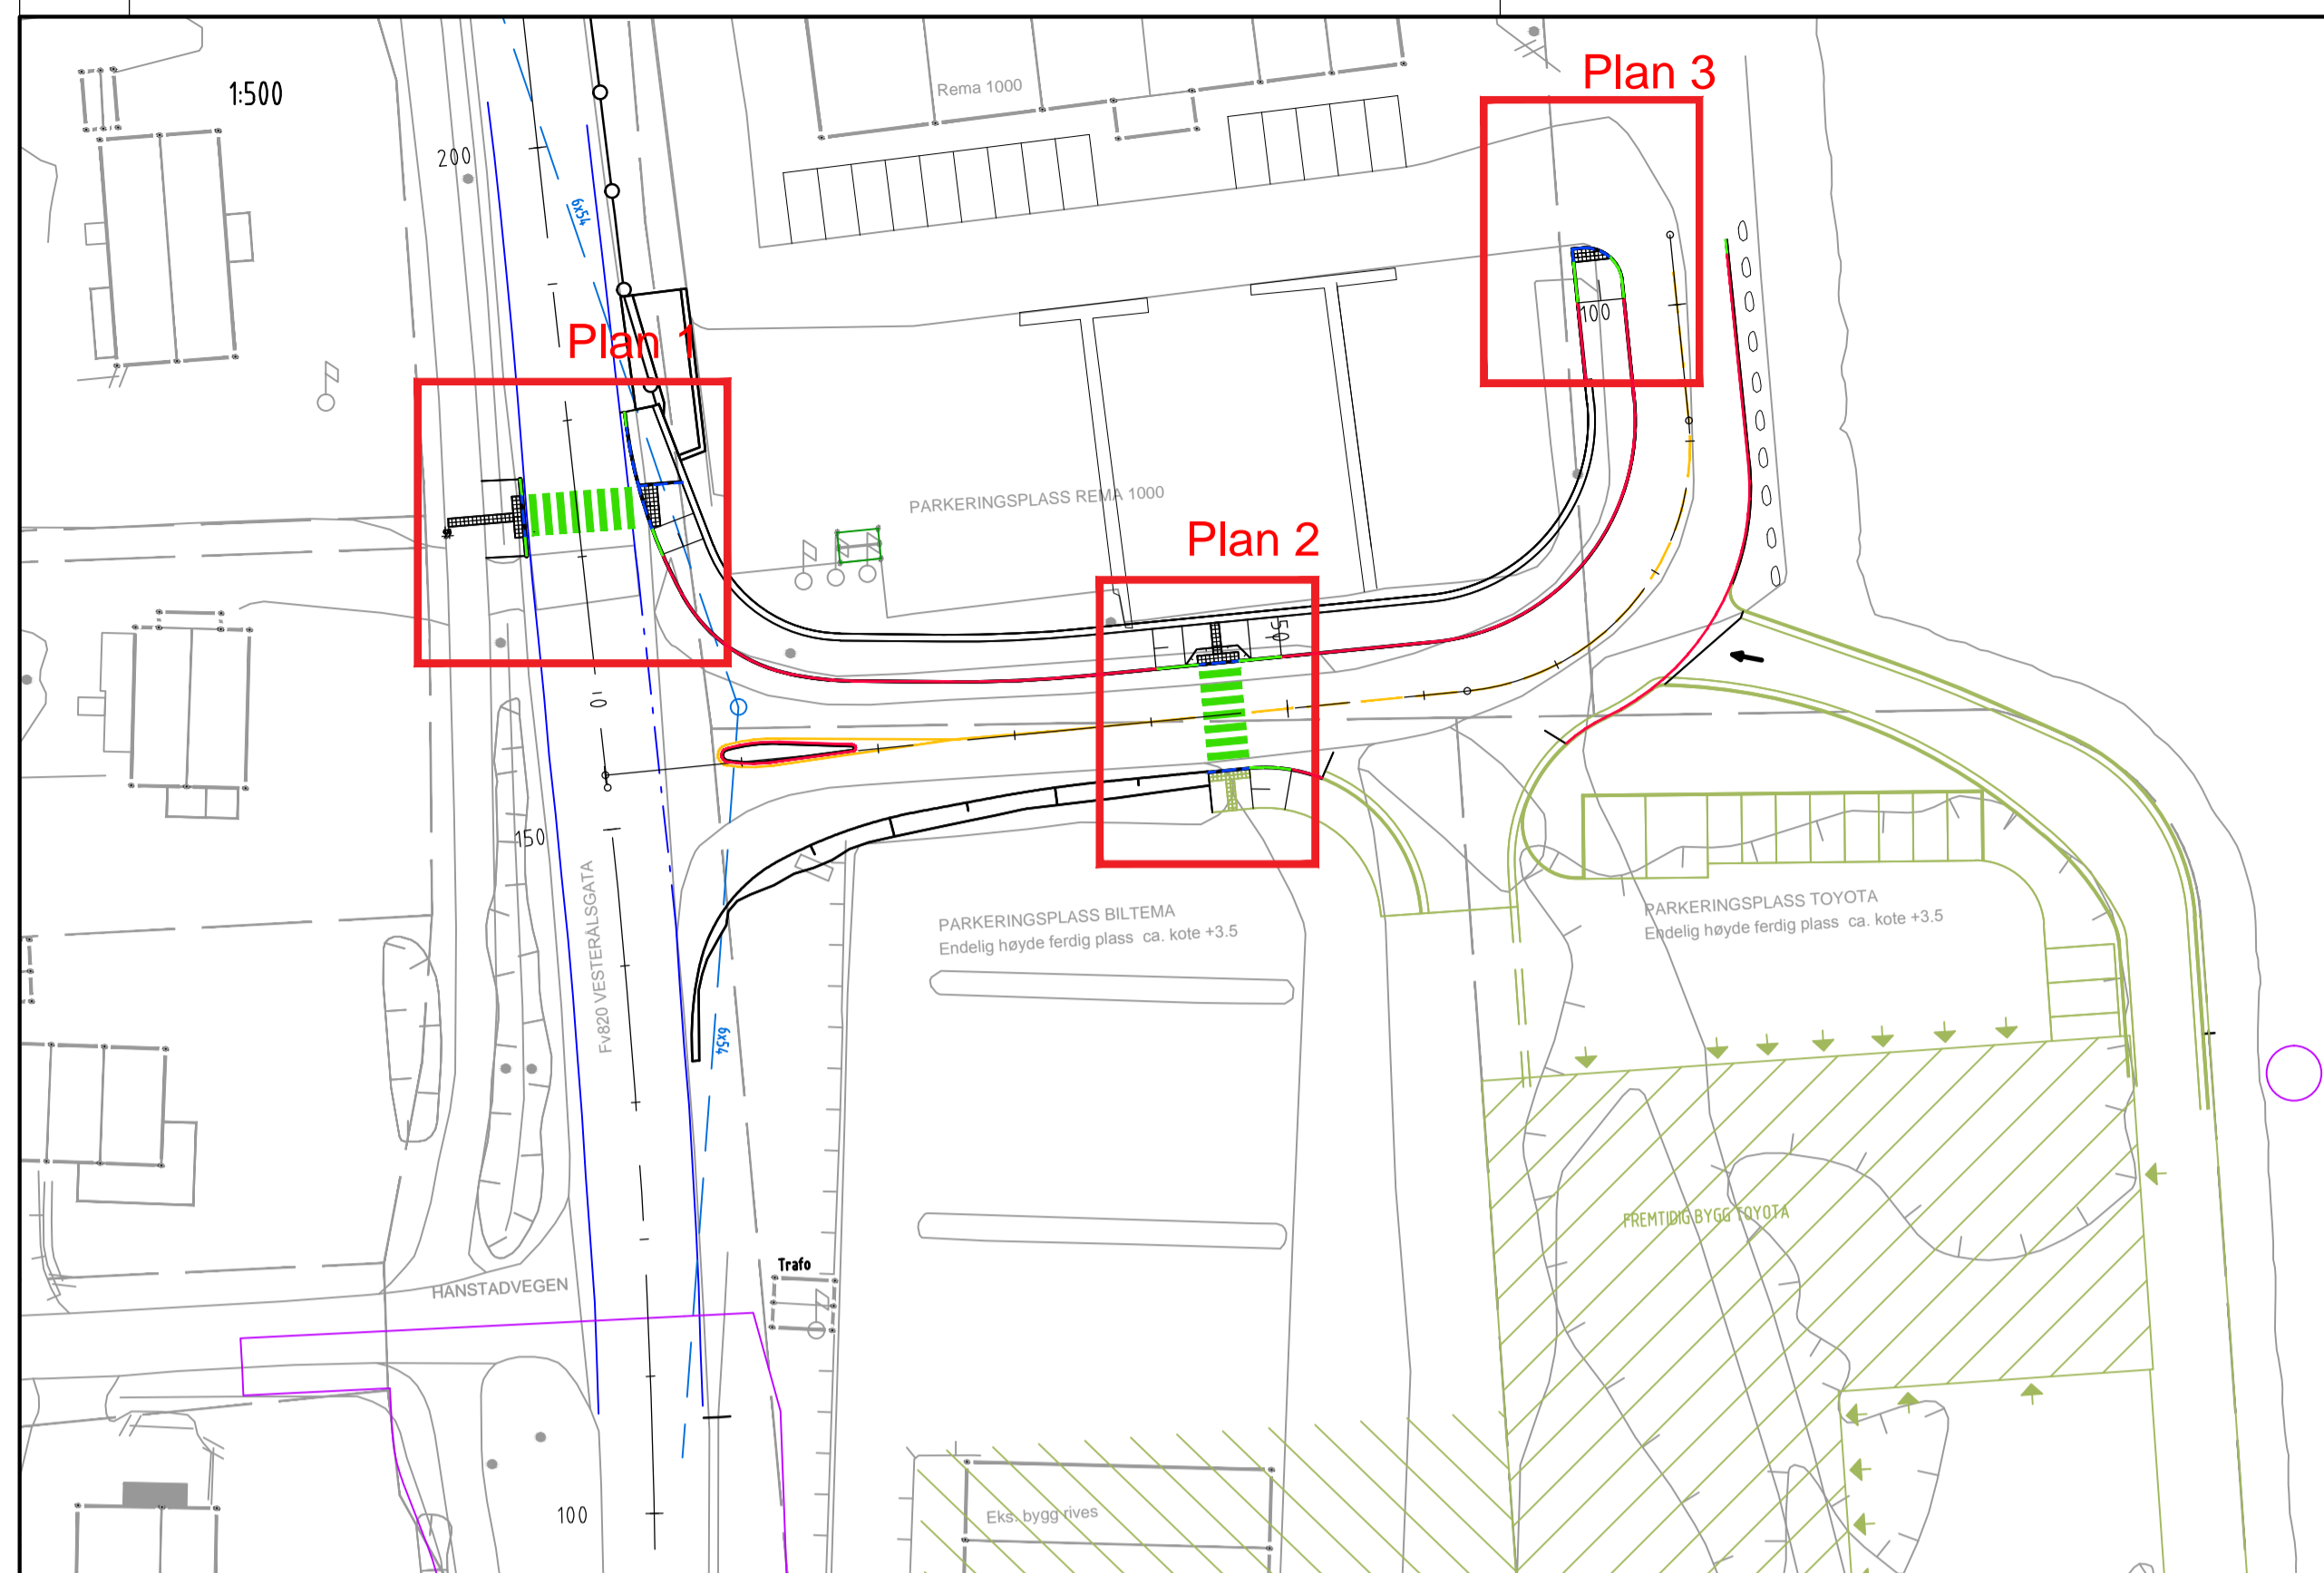 Plan 3
Rema 1000
1:500
200
6x54
100
Plan 1
PARKERINGSPLASS REMA 1000
Plan 2
50
0
150
Fv820 VESTERÅLSGATA
PARKERINGSPLASS BILTEMA
Endelig høyde ferdig plass ca. kote +3.5
PARKERINGSPLASS TOYOTA
Endelig høyde ferdig plass ca. kote +3.5
6x54
FREMTIDIG BYGG TOYOTA
Trafo
HANSTADVEGEN
100
Eks. bygg rives